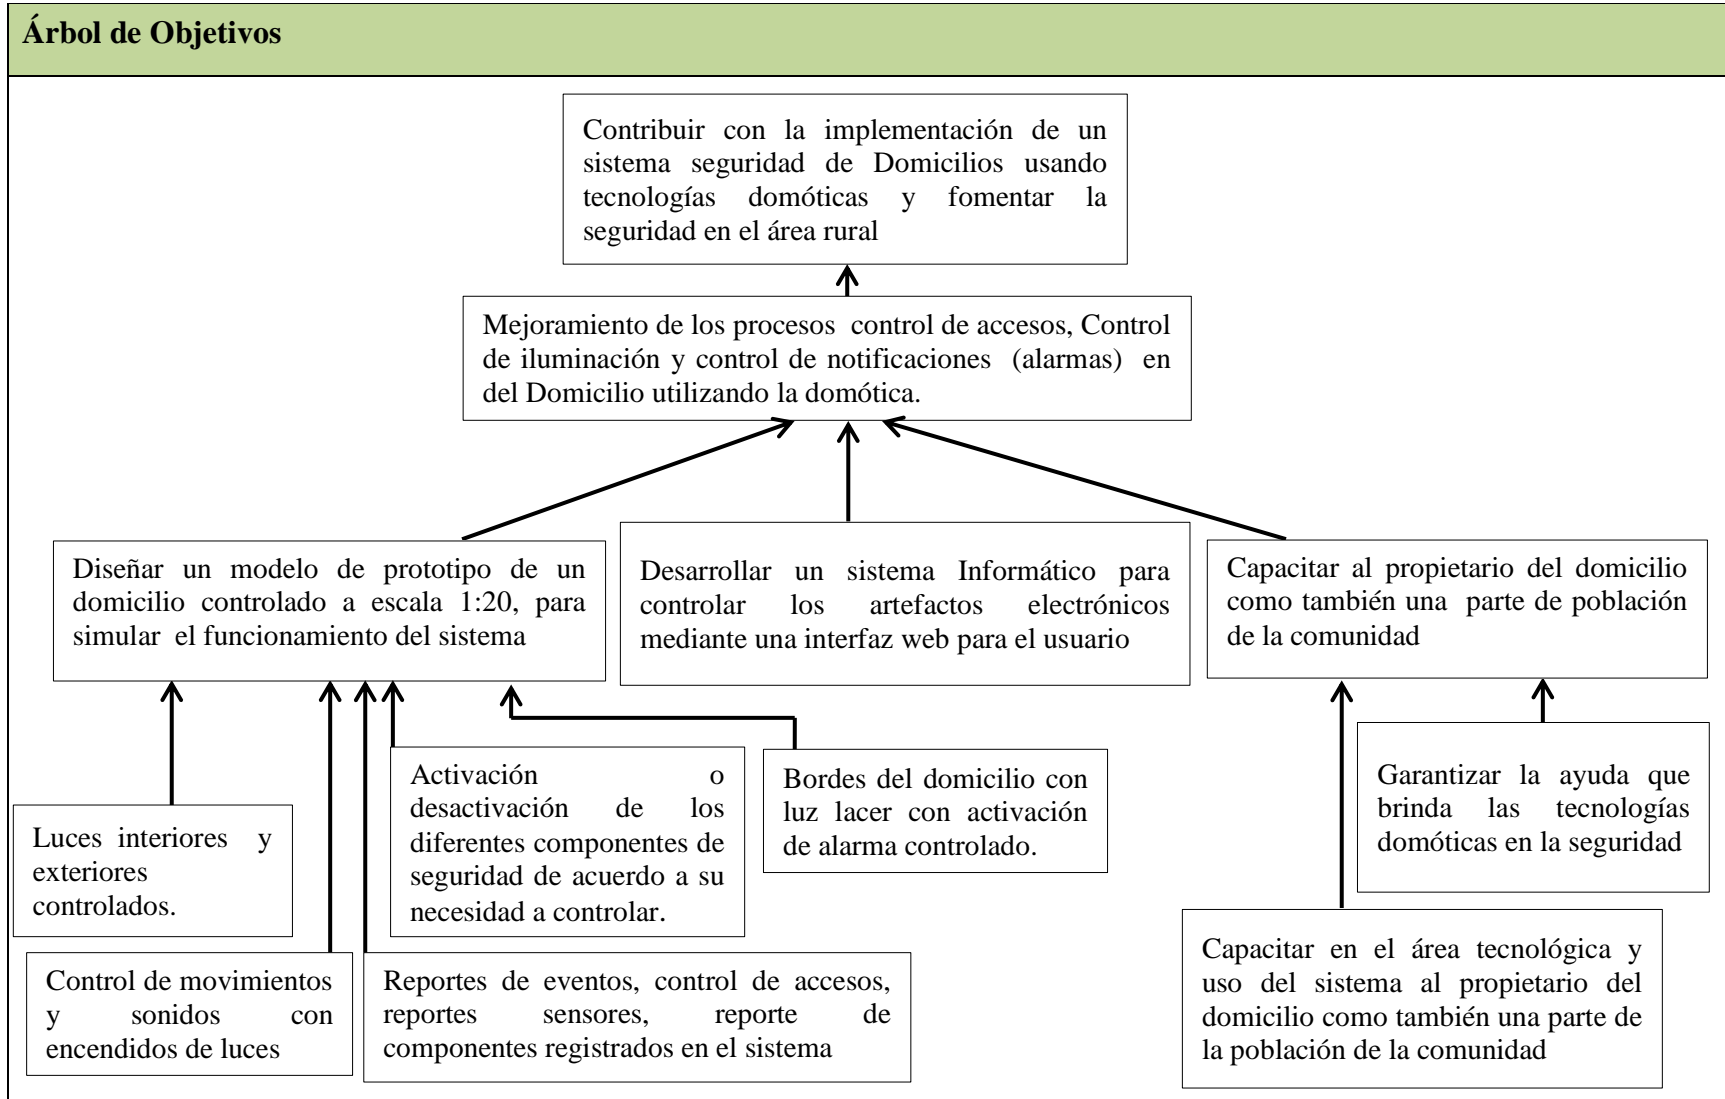 Árbol de Objetivos
Contribuir con la implementación de un
sistema seguridad de Domicilios usando
tecnologías domóticas y fomentar la
seguridad en el área rural
Mejoramiento de los procesos control de accesos, Control
de iluminación y control de notificaciones (alarmas) en
del Domicilio utilizando la domótica.
Diseñar un modelo de prototipo de un
domicilio controlado a escala 1:20, para
simular el funcionamiento del sistema
Desarrollar un sistema Informático para
controlar los artefactos electrónicos
mediante una interfaz web para el usuario
Capacitar al propietario del domicilio
como también una parte de población
de la comunidad
Luces interiores y
exteriores
controlados.
Activación o
desactivación de los
diferentes componentes de
seguridad de acuerdo a su
necesidad a controlar.
Bordes del domicilio con
luz lacer con activación
de alarma controlado.
Garantizar la ayuda que
brinda las tecnologías
domóticas en la seguridad
Control de movimientos
y sonidos con
encendidos de luces
Reportes de eventos, control de accesos,
reportes sensores, reporte de
componentes registrados en el sistema
Capacitar en el área tecnológica y
uso del sistema al propietario del
domicilio como también una parte de
la población de la comunidad